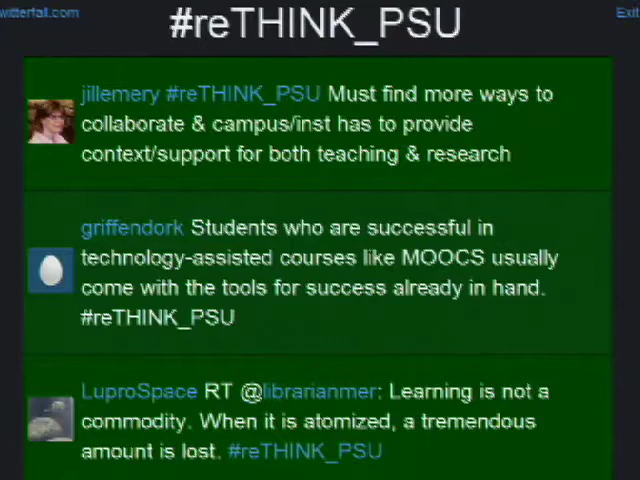 witterfall.com
#reTHINK_PSU
Exit
jillemery #reTHINK_PSU Must find more ways to
collaborate & campus/inst has to provide
context/support for both teaching & research
griffendork Students who are successful in
technology-assisted courses like MOOCS usually
come with the tools for success already in hand.
#reTHINK_PSU
LuproSpace RT @librarianmer: Learning is not a
commodity. When it is atomized, a tremendous
amount is lost. #reTHINK_PSU